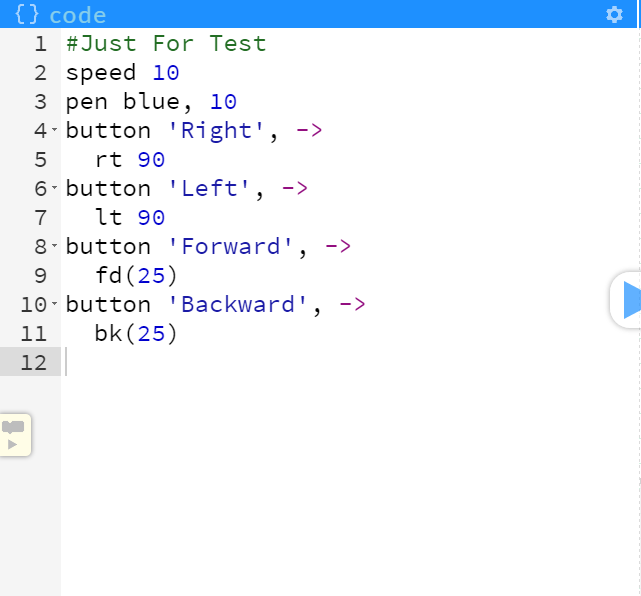 {} code
1 #Just For Test
2 speed 10
3 pen blue, 10
4 button 'Right', ->
5   rt 90
6 button 'Left', ->
7   lt 90
8 button 'Forward', ->
9   fd(25)
10 button 'Backward', ->
11   bk(25)
12